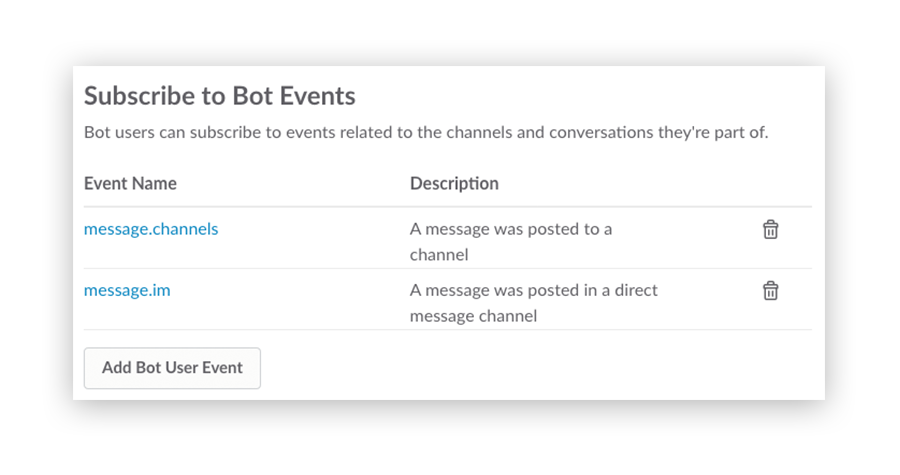 Subscribe to Bot Events
Bot users can subscribe to events related to the channels and conversations they're part of.
Event Name Description
message.channels A message was posted to a
channel
message.im A message was posted in a direct
message channel
Add Bot User Event